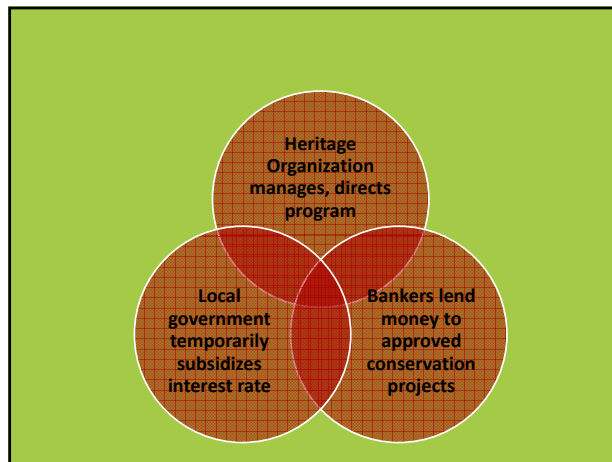 Heritage
Organization
manages, directs
program
Local
government
temporarily
subsidizes
interest rate
Bankers lend
money to
approved
conservation
projects